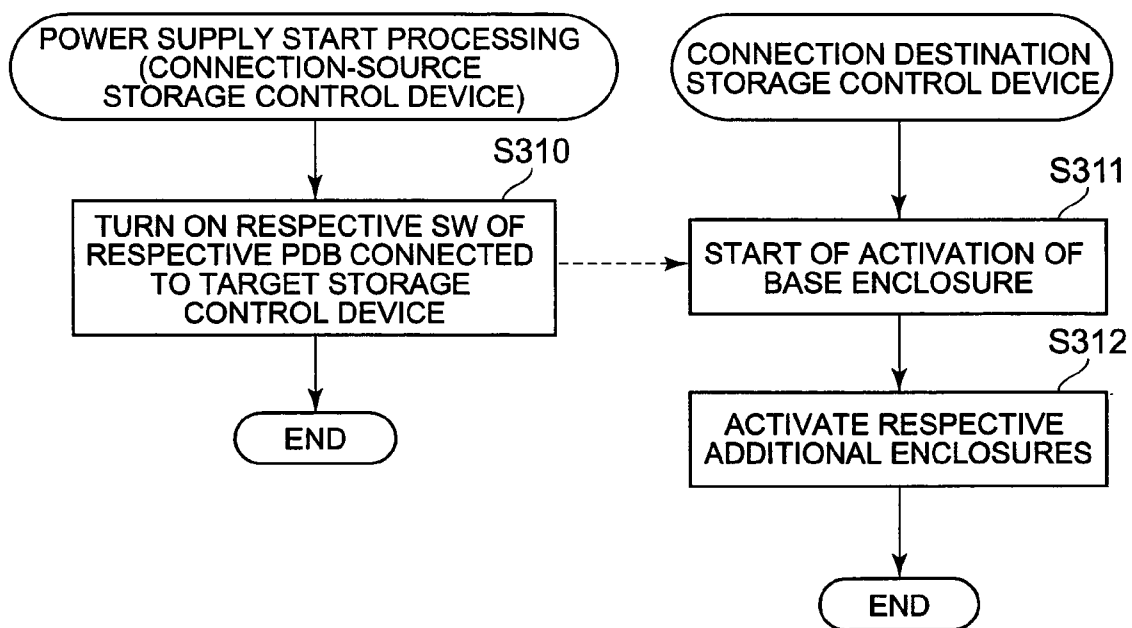 POWER SUPPLY START PROCESSING
(CONNECTION-SOURCE
STORAGE CONTROL DEVICE)
S310
TURN ON RESPECTIVE SW OF
RESPECTIVE PDB CONNECTED
TO TARGET STORAGE
CONTROL DEVICE
END
CONNECTION DESTINATION
STORAGE CONTROL DEVICE
S311
START OF ACTIVATION OF
BASE ENCLOSURE
S312
ACTIVATE RESPECTIVE
ADDITIONAL ENCLOSURES
END